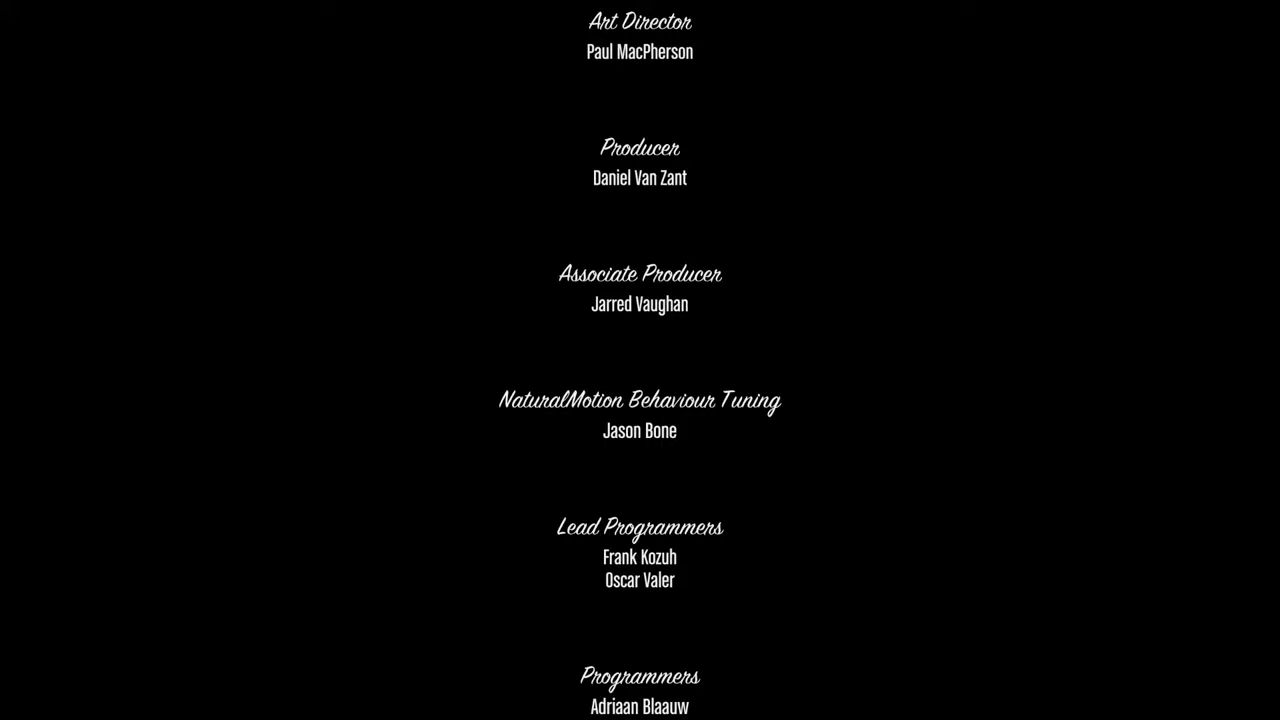 Art Director
Paul MacPherson
Producer
Daniel Van Zant
Associate Producer
Jarred Vaughan
NaturalMotion Behaviour Tuning
Jason Bone
Lead Programmers
Frank Kozuh
Oscar Valer
Programmers
Adriaan Blaauw